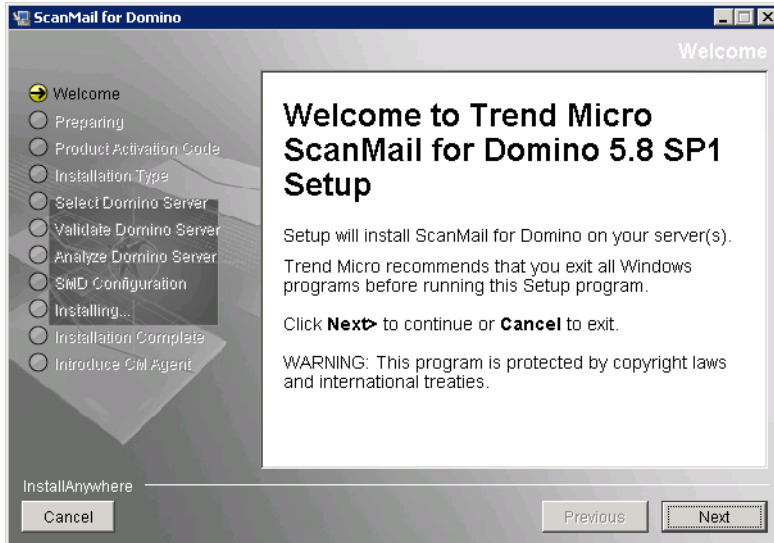 ScanMail for Domino
Welcome
Welcome
Preparing
Product Activation Code
Installation Type
Select Domino Server
Validate Domino Server
Analyze Domino Server
SMD Configuration
Installing...
Installation Complete
Introduce CM Agent
Welcome to Trend Micro
ScanMail for Domino 5.8 SP1
Setup
Setup will install ScanMail for Domino on your server(s).
Trend Micro recommends that you exit all Windows
programs before running this Setup program.
Click Next> to continue or Cancel to exit.
WARNING: This program is protected by copyright laws
and international treaties.
InstallAnywhere
Cancel
Previous
Next